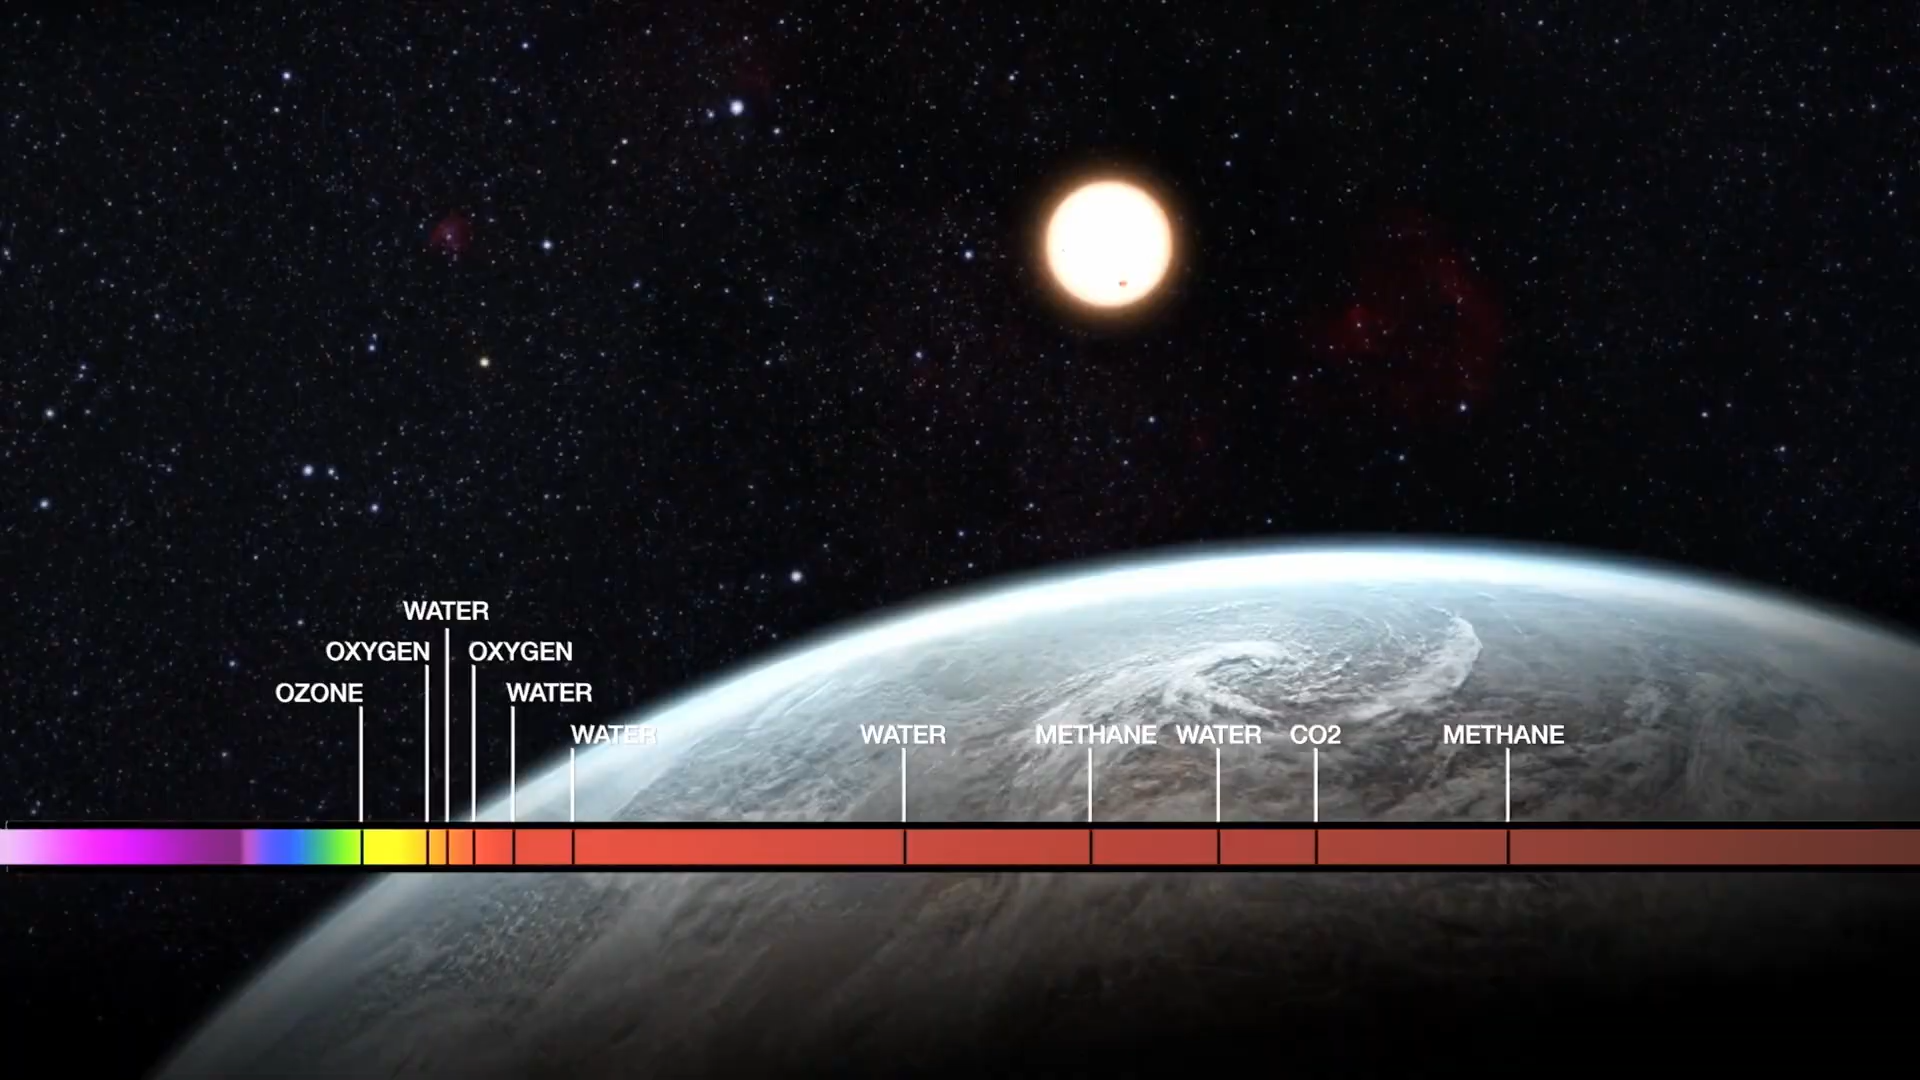 WATER
OXYGEN OXYGEN
OZONE WATER
WATER WATER METHANE WATER CO2 METHANE